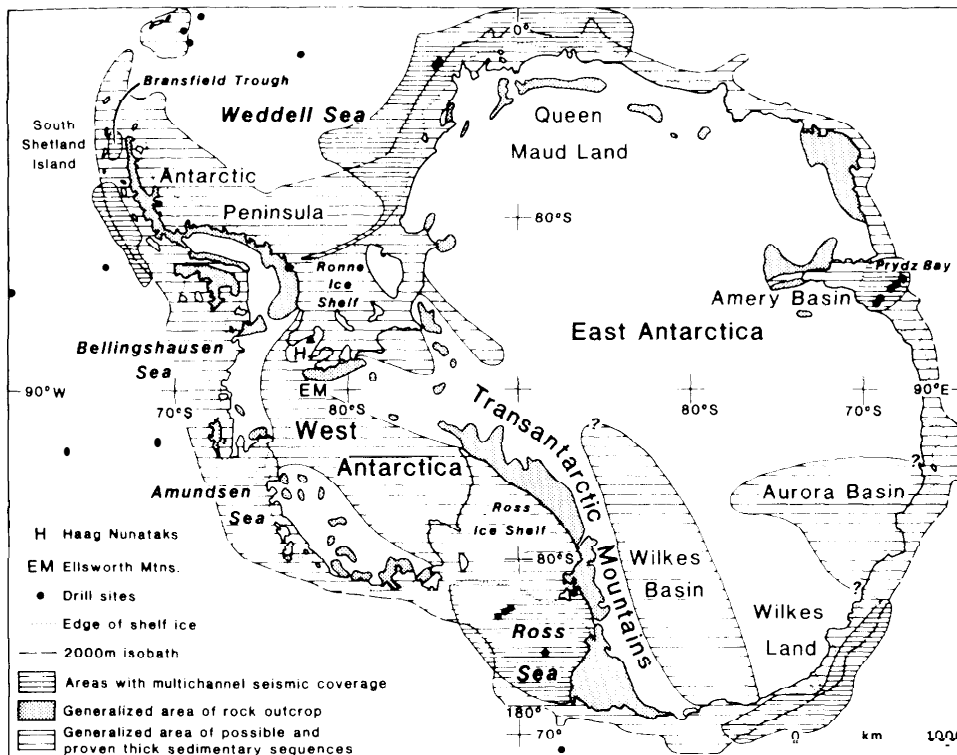 0°
Bransfield Trough
Weddell Sea
South
Shetland
Island
Queen
Maud Land
Antarctic
Peninsula
80°S
Ronne
Ice
Shelf
Prydz Bay
Amery Basin
East Antarctica
Bellingshausen
Sea
H
EM
90°W
70°S
80°S
80°S
70°S
90°E
West
Antarctica
Transantarctic
Mountains
?
?
Aurora Basin
Amundsen
Sea
Ross
Ice Shelf
80°S
Wilkes
Basin
?
Wilkes
Land
Ross
Sea
180°
70°
H Haag Nunataks
EM Ellsworth Mtns.
Drill sites
Edge of shelf ice
2000m isobath
Areas with multichannel seismic coverage
Generalized area of rock outcrop
Generalized area of possible and
proven thick sedimentary sequences
0 km